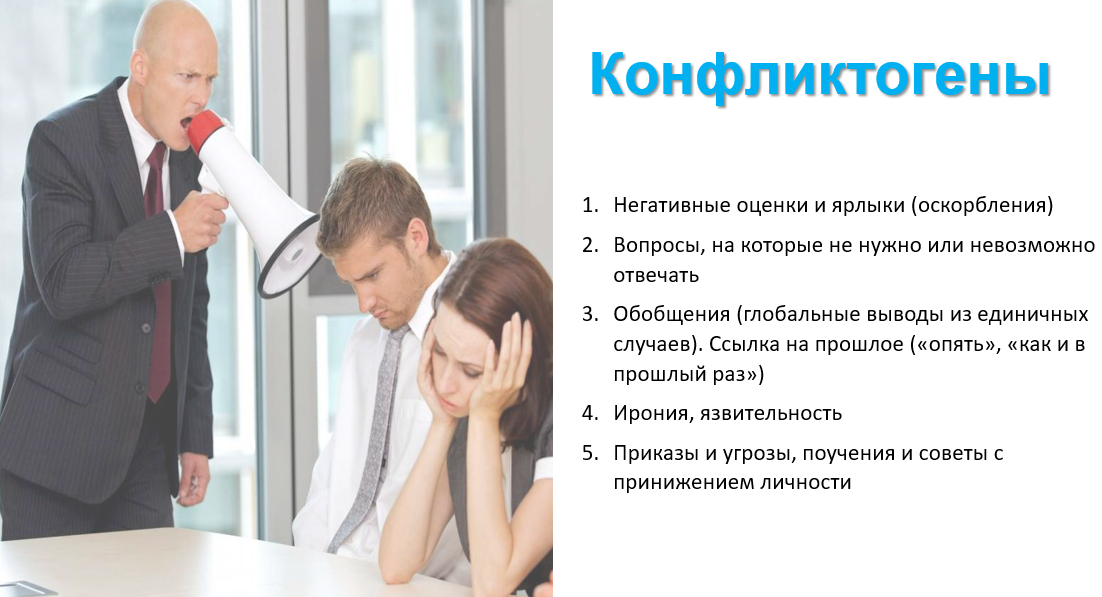 Конфликтогены
1. Негативные оценки и ярлыки (оскорбления)
2. Вопросы, на которые не нужно или невозможно
отвечать
3. Обобщения (глобальные выводы из единичных
случаев). Ссылка на прошлое («опять», «как и в
прошлый раз»)
4. Ирония, язвительность
5. Приказы и угрозы, поучения и советы с
принижением личности